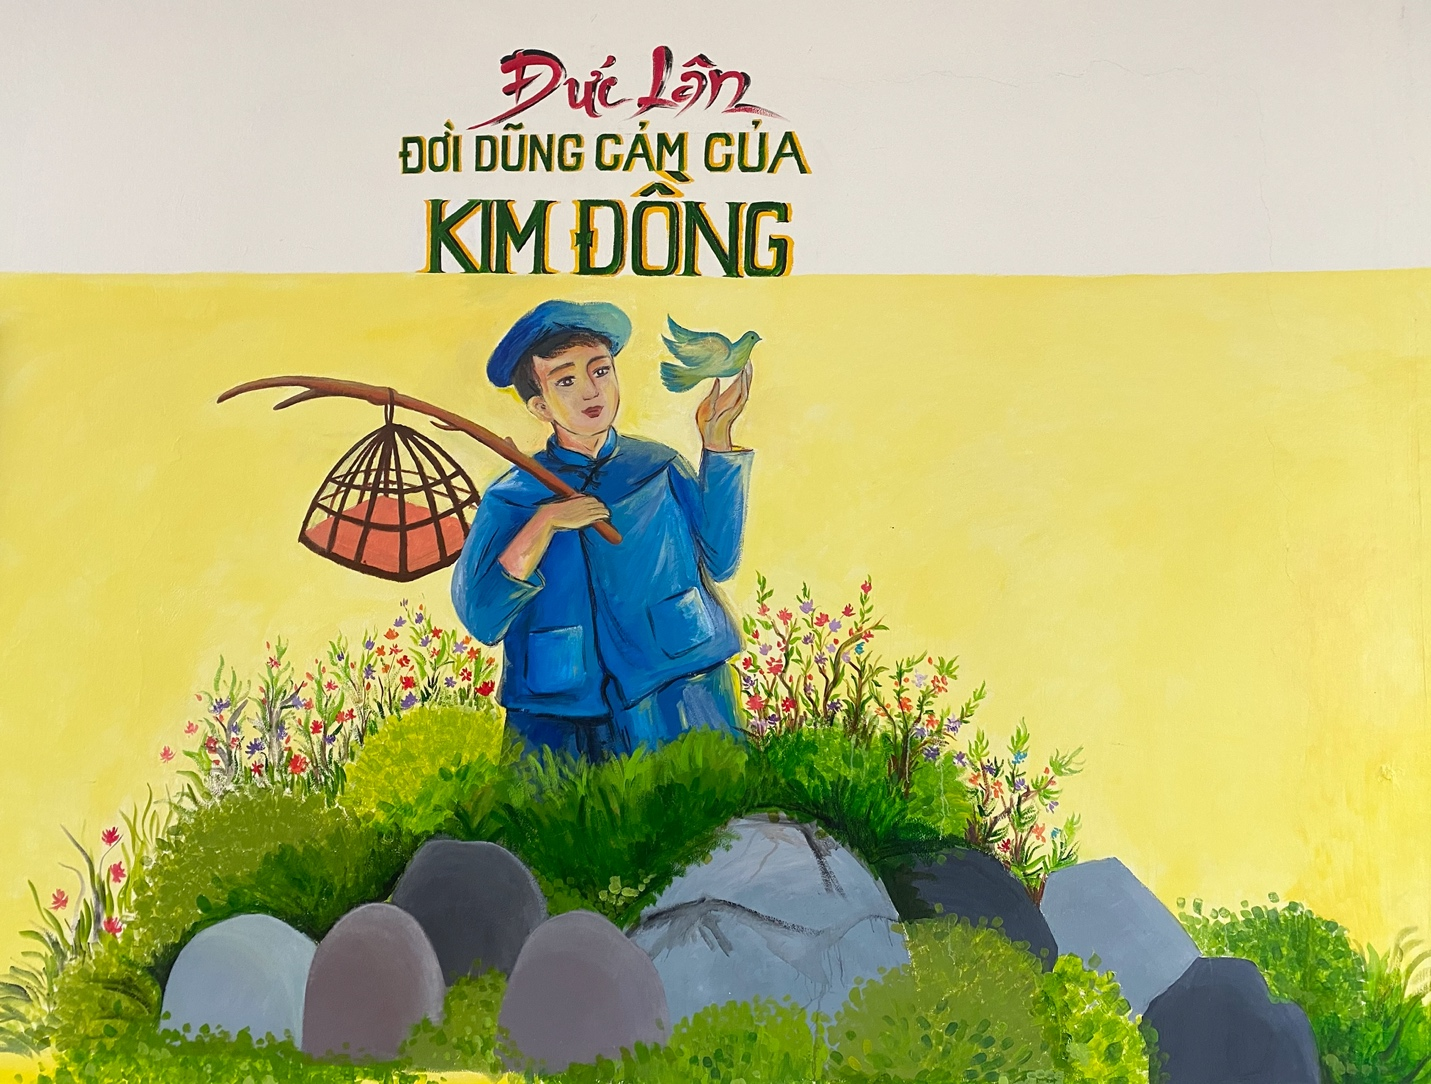 Đức Lân
ĐỜI DŨNG CẢM CỦA
KIM ĐỒNG